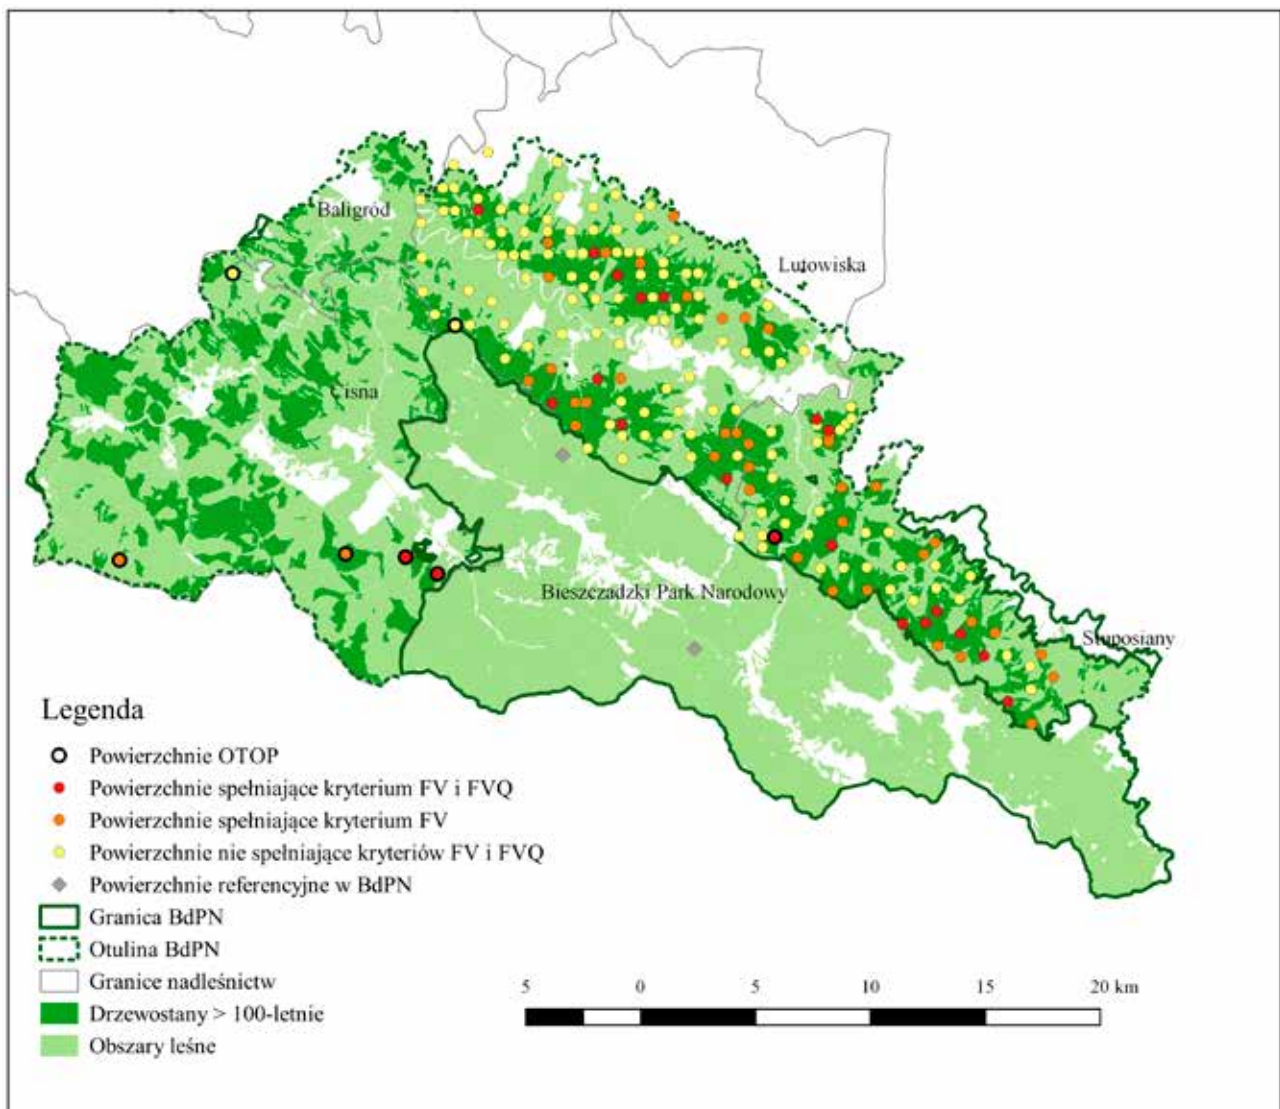 Baligród
Lutowiska
Cisna
Bieszczadzki Park Narodowy
Stuposiany
Legenda
Powierzchnie OTOP
Powierzchnie spełniające kryterium FV i FVQ
Powierzchnie spełniające kryterium FV
Powierzchnie nie spełniające kryteriów FV i FVQ
Powierzchnie referencyjne w BdPN
Granica BdPN
Otulina BdPN
Granice nadleśnictw
Drzewostany > 100-letnie
Obszary leśne
5 0 5 10 15 20 km